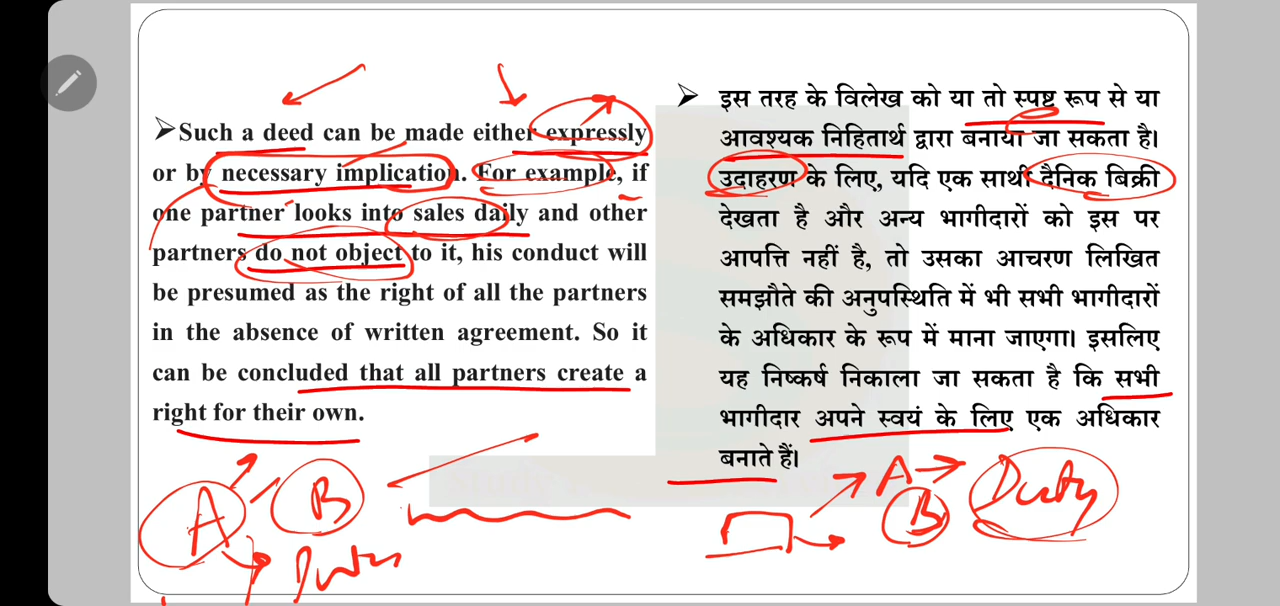 ➤Such a deed can be made either expressly
or by necessary implication. For example, if
one partner looks into sales daily and other
partners do not object to it, his conduct will
be presumed as the right of all the partners
in the absence of written agreement. So it
can be concluded that all partners create a
right for their own.
A B
➤ इस तरह के विलेख को या तो स्पष्ट रूप से या
आवश्यक निहितार्थ द्वारा बनाया जा सकता है।
उदाहरण के लिए, यदि एक साथी दैनिक बिक्री
देखता है और अन्य भागीदारों को इस पर
आपत्ति नहीं है, तो उसका आचरण लिखित
समझौते की अनुपस्थिति में भी सभी भागीदारों
के अधिकार के रूप में माना जाएगा। इसलिए
यह निष्कर्ष निकाला जा सकता है कि सभी
भागीदार अपने स्वयं के लिए एक अधिकार
बनाते हैं।
A
B Duty